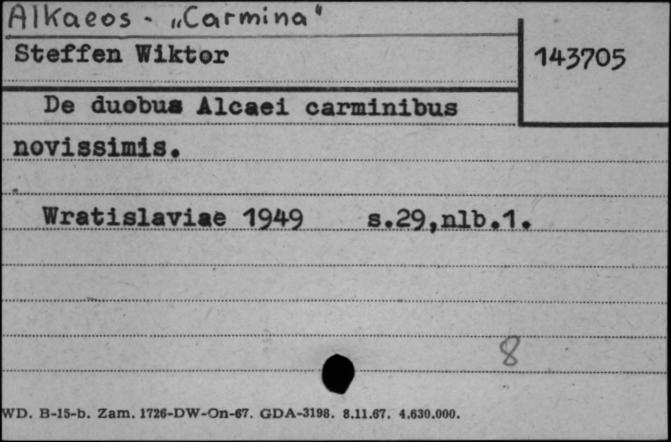 Alkaeos - „Carmina"
Steffen Wiktor
143705
De duobus Alcaei carminibus
novissimis.
Wratislaviae 1949 s.29,nlb.1.
8
WD. B-15-b. Zam. 1726-DW-On-67. GDA-3198. 8.11.67. 4.630.000.